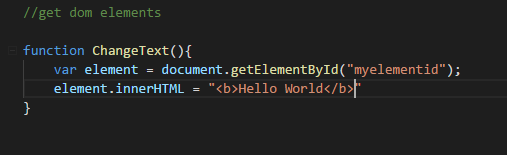 //get dom elements
function ChangeText(){
var element = document.getElementById("myelementid");
element.innerHTML = "<b>Hello World</b>"
}